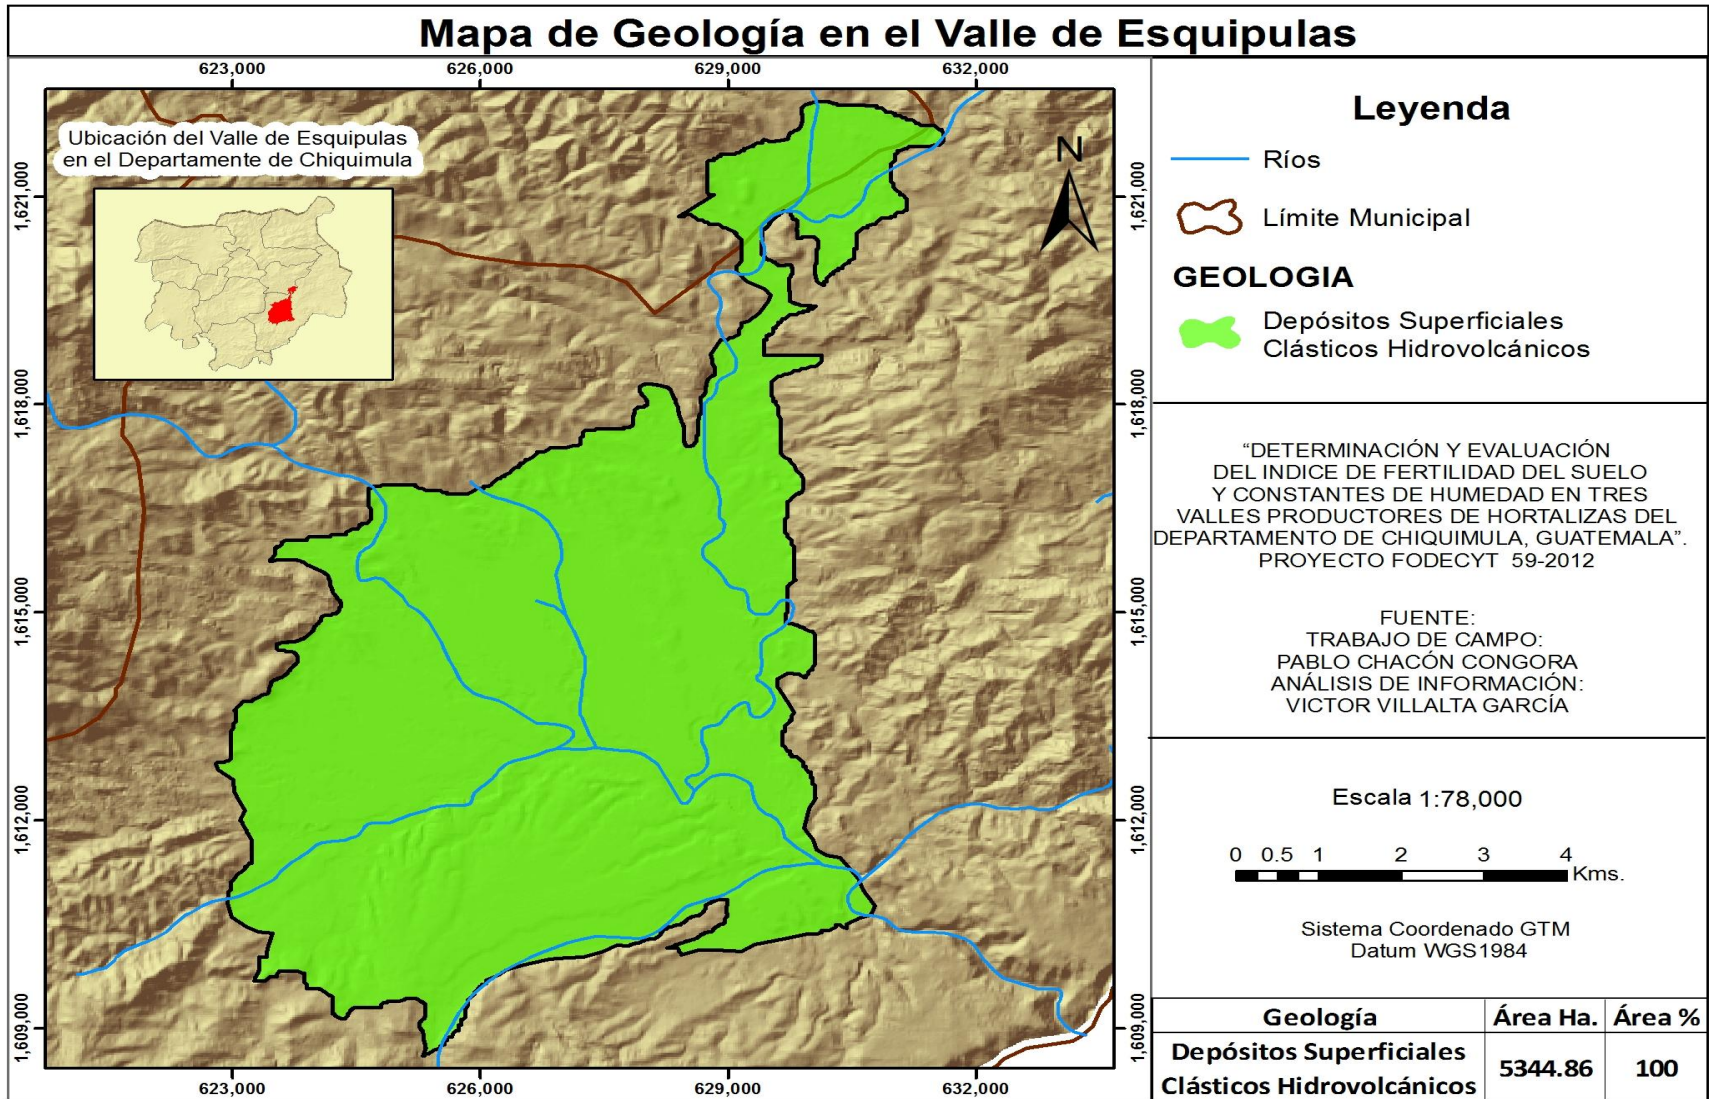 Mapa de Geología en el Valle de Esquipulas
623,000
626,000
629,000
632,000
Ubicación del Valle de Esquipulas
en el Departamente de Chiquimula
N
1,621,000
1,618,000
1,615,000
1,612,000
1,609,000
1,621,000
1,618,000
1,615,000
1,612,000
1,609,000
623,000
626,000
629,000
632,000
Leyenda
Ríos
Límite Municipal
GEOLOGIA
Depósitos Superficiales
Clásticos Hidrovolcánicos
“DETERMINACIÓN Y EVALUACIÓN
DEL INDICE DE FERTILIDAD DEL SUELO
Y CONSTANTES DE HUMEDAD EN TRES
VALLES PRODUCTORES DE HORTALIZAS DEL
DEPARTAMENTO DE CHIQUIMULA, GUATEMALA”.
PROYECTO FODECYT 59-2012
FUENTE:
TRABAJO DE CAMPO:
PABLO CHACÓN CONGORA
ANÁLISIS DE INFORMACIÓN:
VICTOR VILLALTA GARCÍA
Escala 1:78,000
0 0.5 1 2 3 4
Kms.
Sistema Coordenado GTM
Datum WGS1984
Geología Área Ha. Área %
Depósitos Superficiales
Clásticos Hidrovolcánicos 5344.86 100